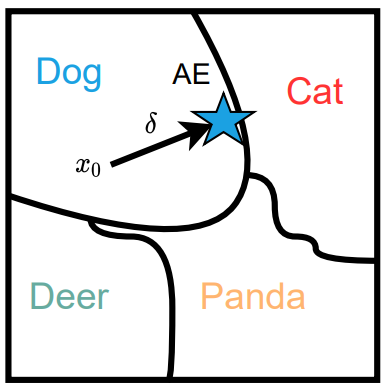 Dog
AE
Cat
δ
x₀
Deer
Panda